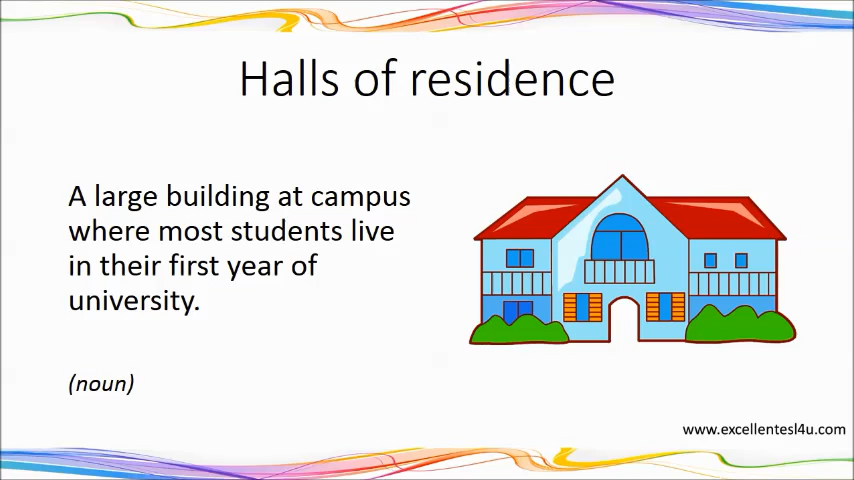 Halls of residence
A large building at campus
where most students live
in their first year of
university.
(noun)
www.excellentesl4u.com